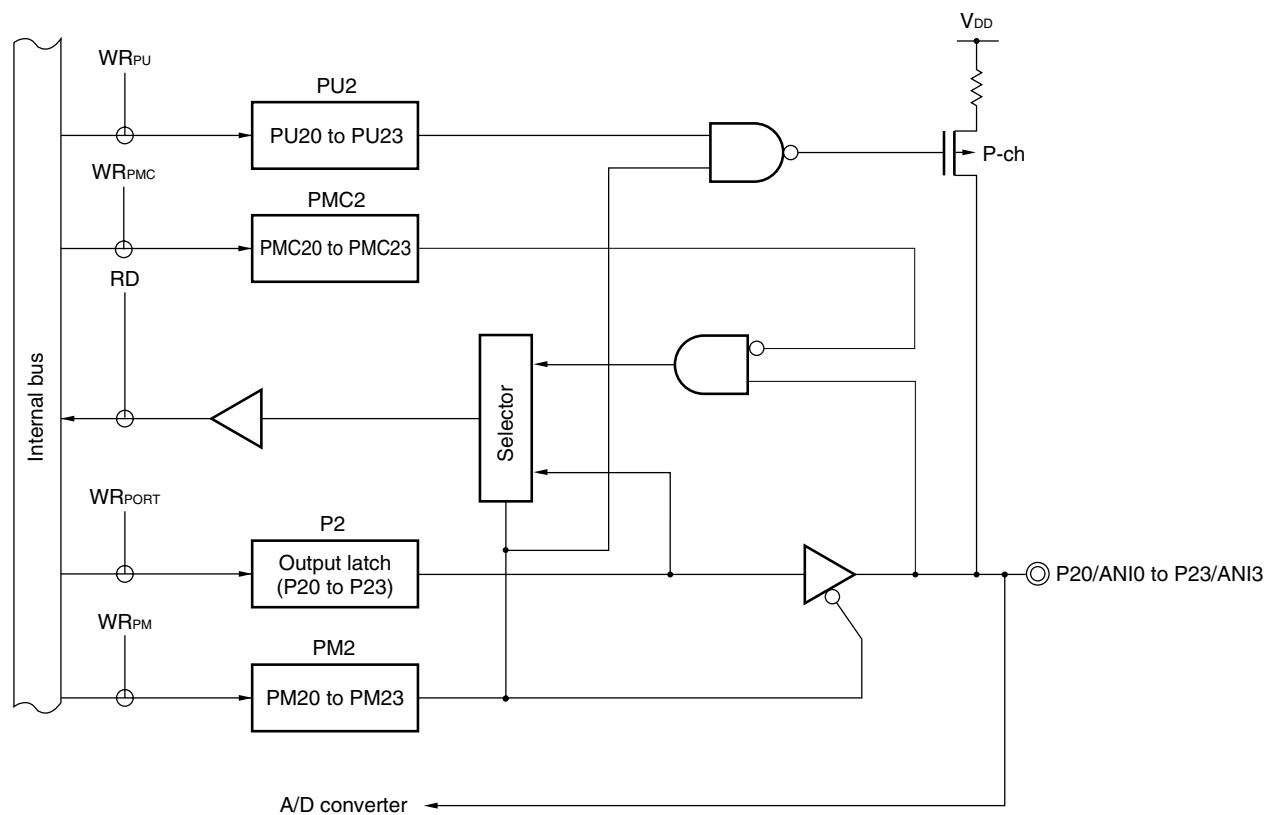 VDD
WRPU
PU2
PU20 to PU23
P-ch
WRPMC
PMC2
PMC20 to PMC23
RD
Internal bus
Selector
WRPORT
P2
Output latch
(P20 to P23)
P20/ANI0 to P23/ANI3
WRPM
PM2
PM20 to PM23
A/D converter